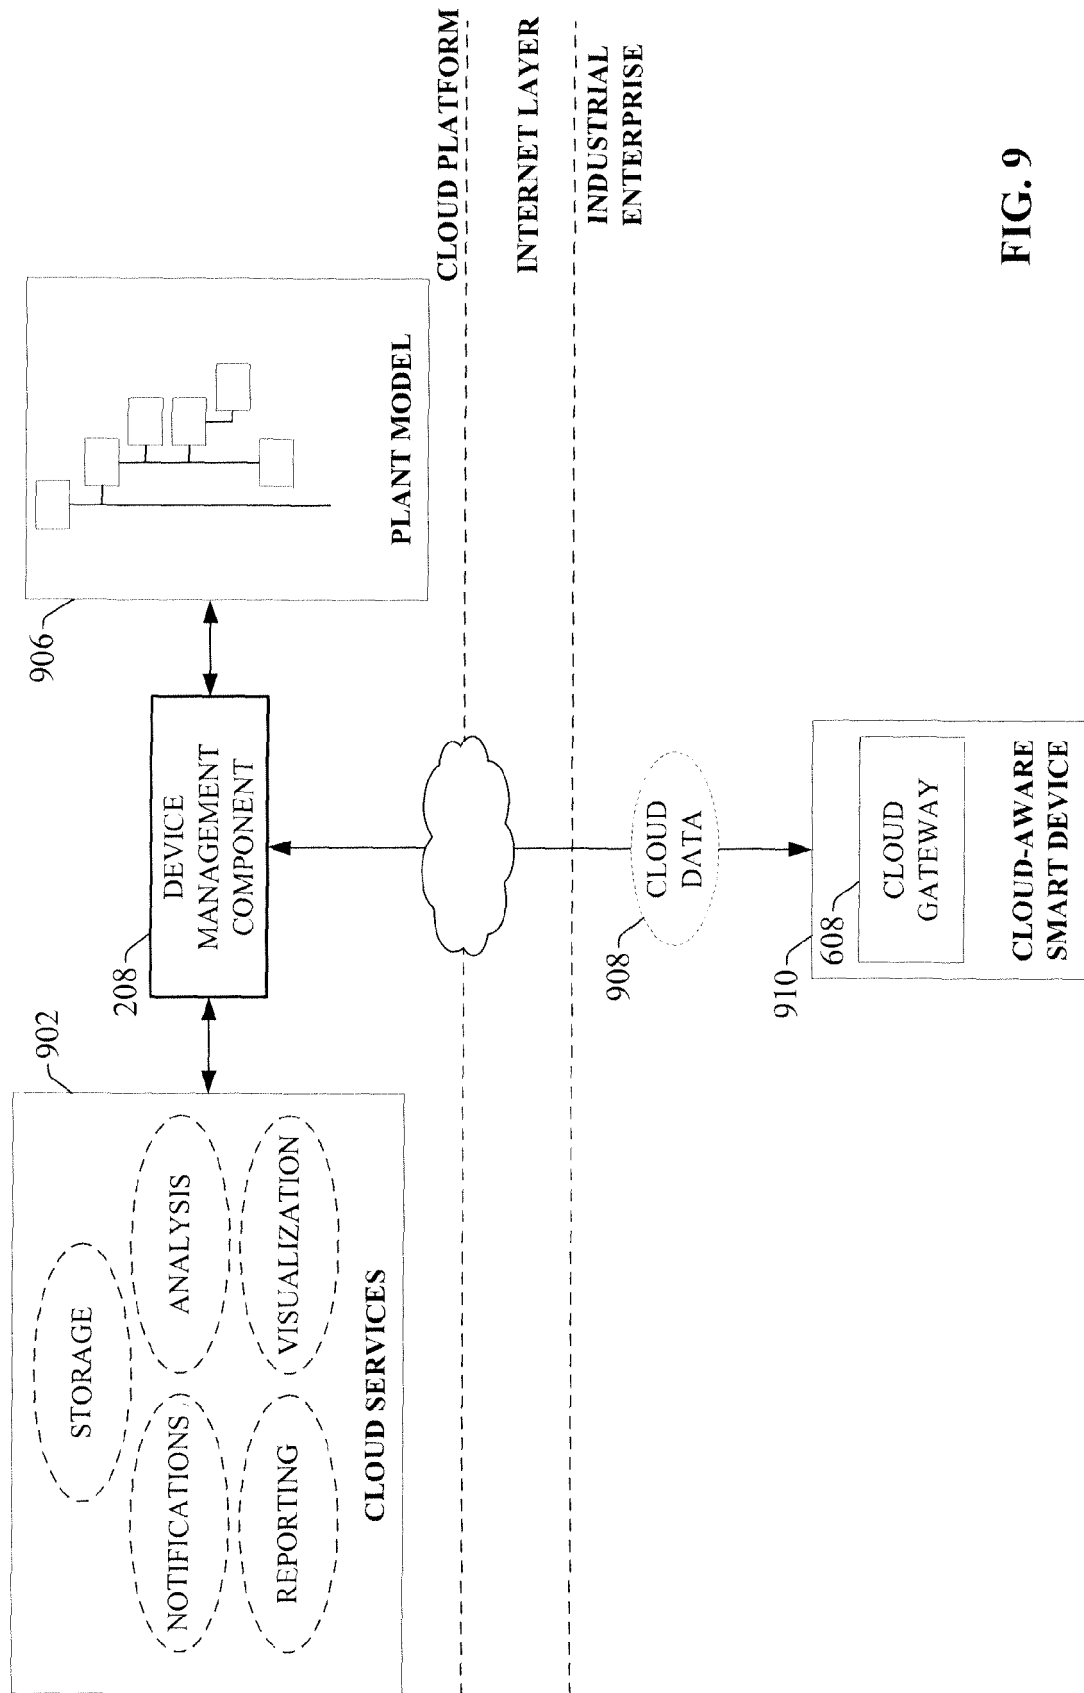 902
STORAGE
NOTIFICATIONS
ANALYSIS
REPORTING
VISUALIZATION
CLOUD SERVICES
208
DEVICE
MANAGEMENT
COMPONENT
906
PLANT MODEL
CLOUD PLATFORM
INTERNET LAYER
INDUSTRIAL
ENTERPRISE
908
CLOUD
DATA
910
608
CLOUD
GATEWAY
CLOUD-AWARE
SMART DEVICE
FIG. 9